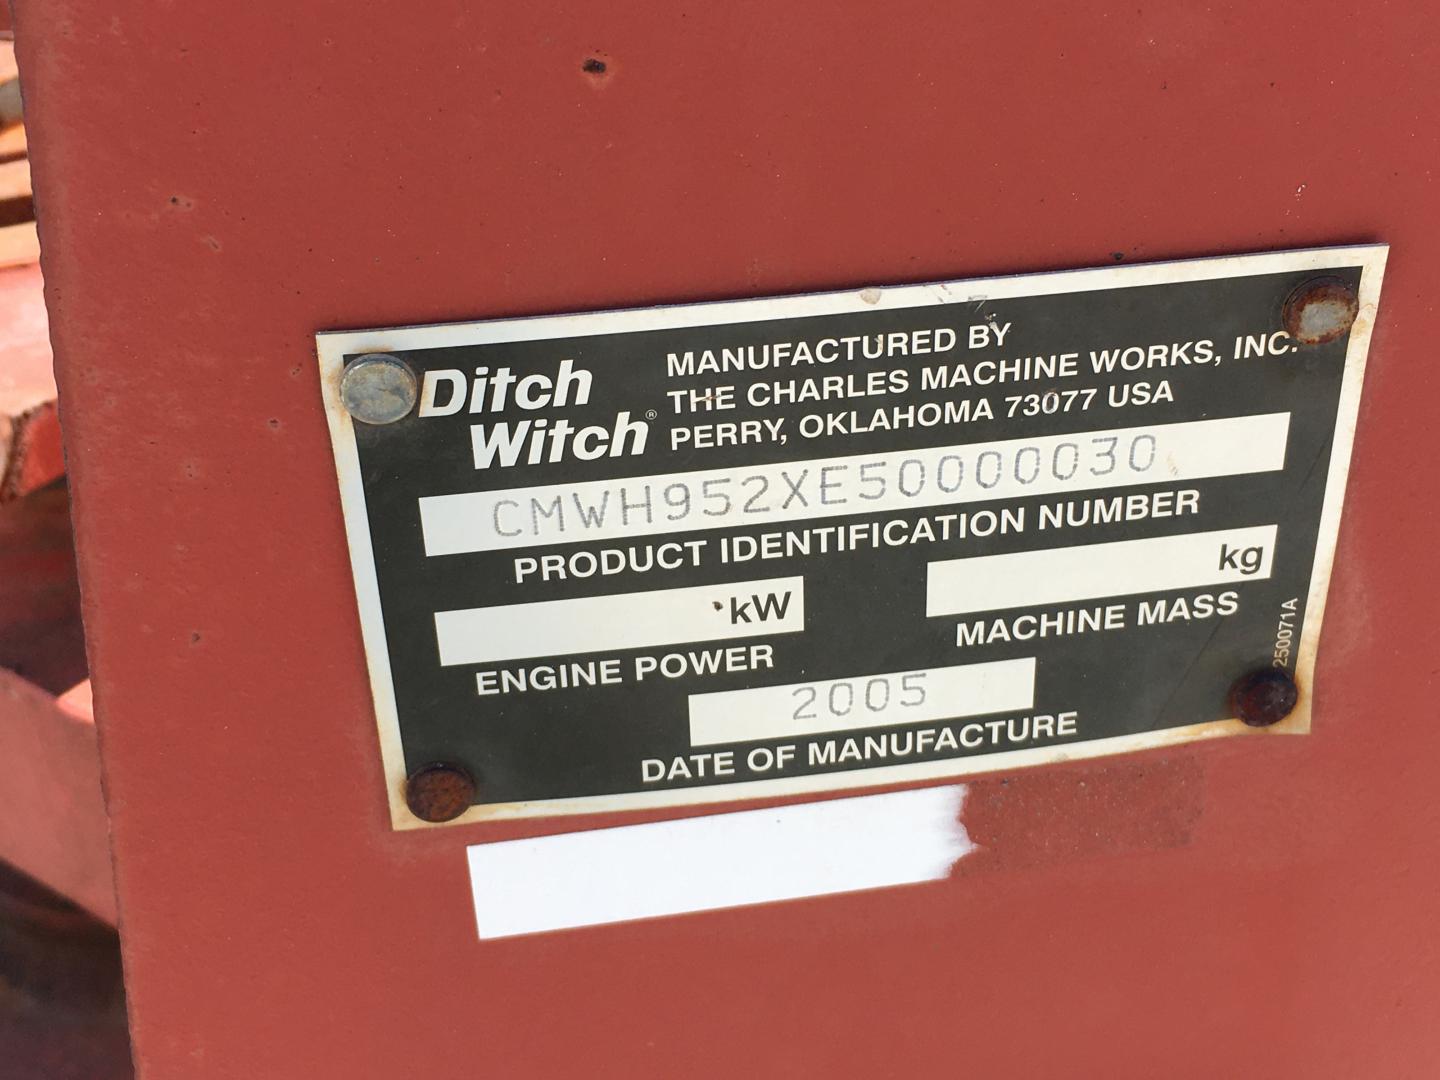 Ditch
Witch®
MANUFACTURED BY
THE CHARLES MACHINE WORKS, INC.
PERRY, OKLAHOMA 73077 USA
CMWH952XE50000030
PRODUCT IDENTIFICATION NUMBER
kW
ENGINE POWER
kg
MACHINE MASS
2005
DATE OF MANUFACTURE
250071A